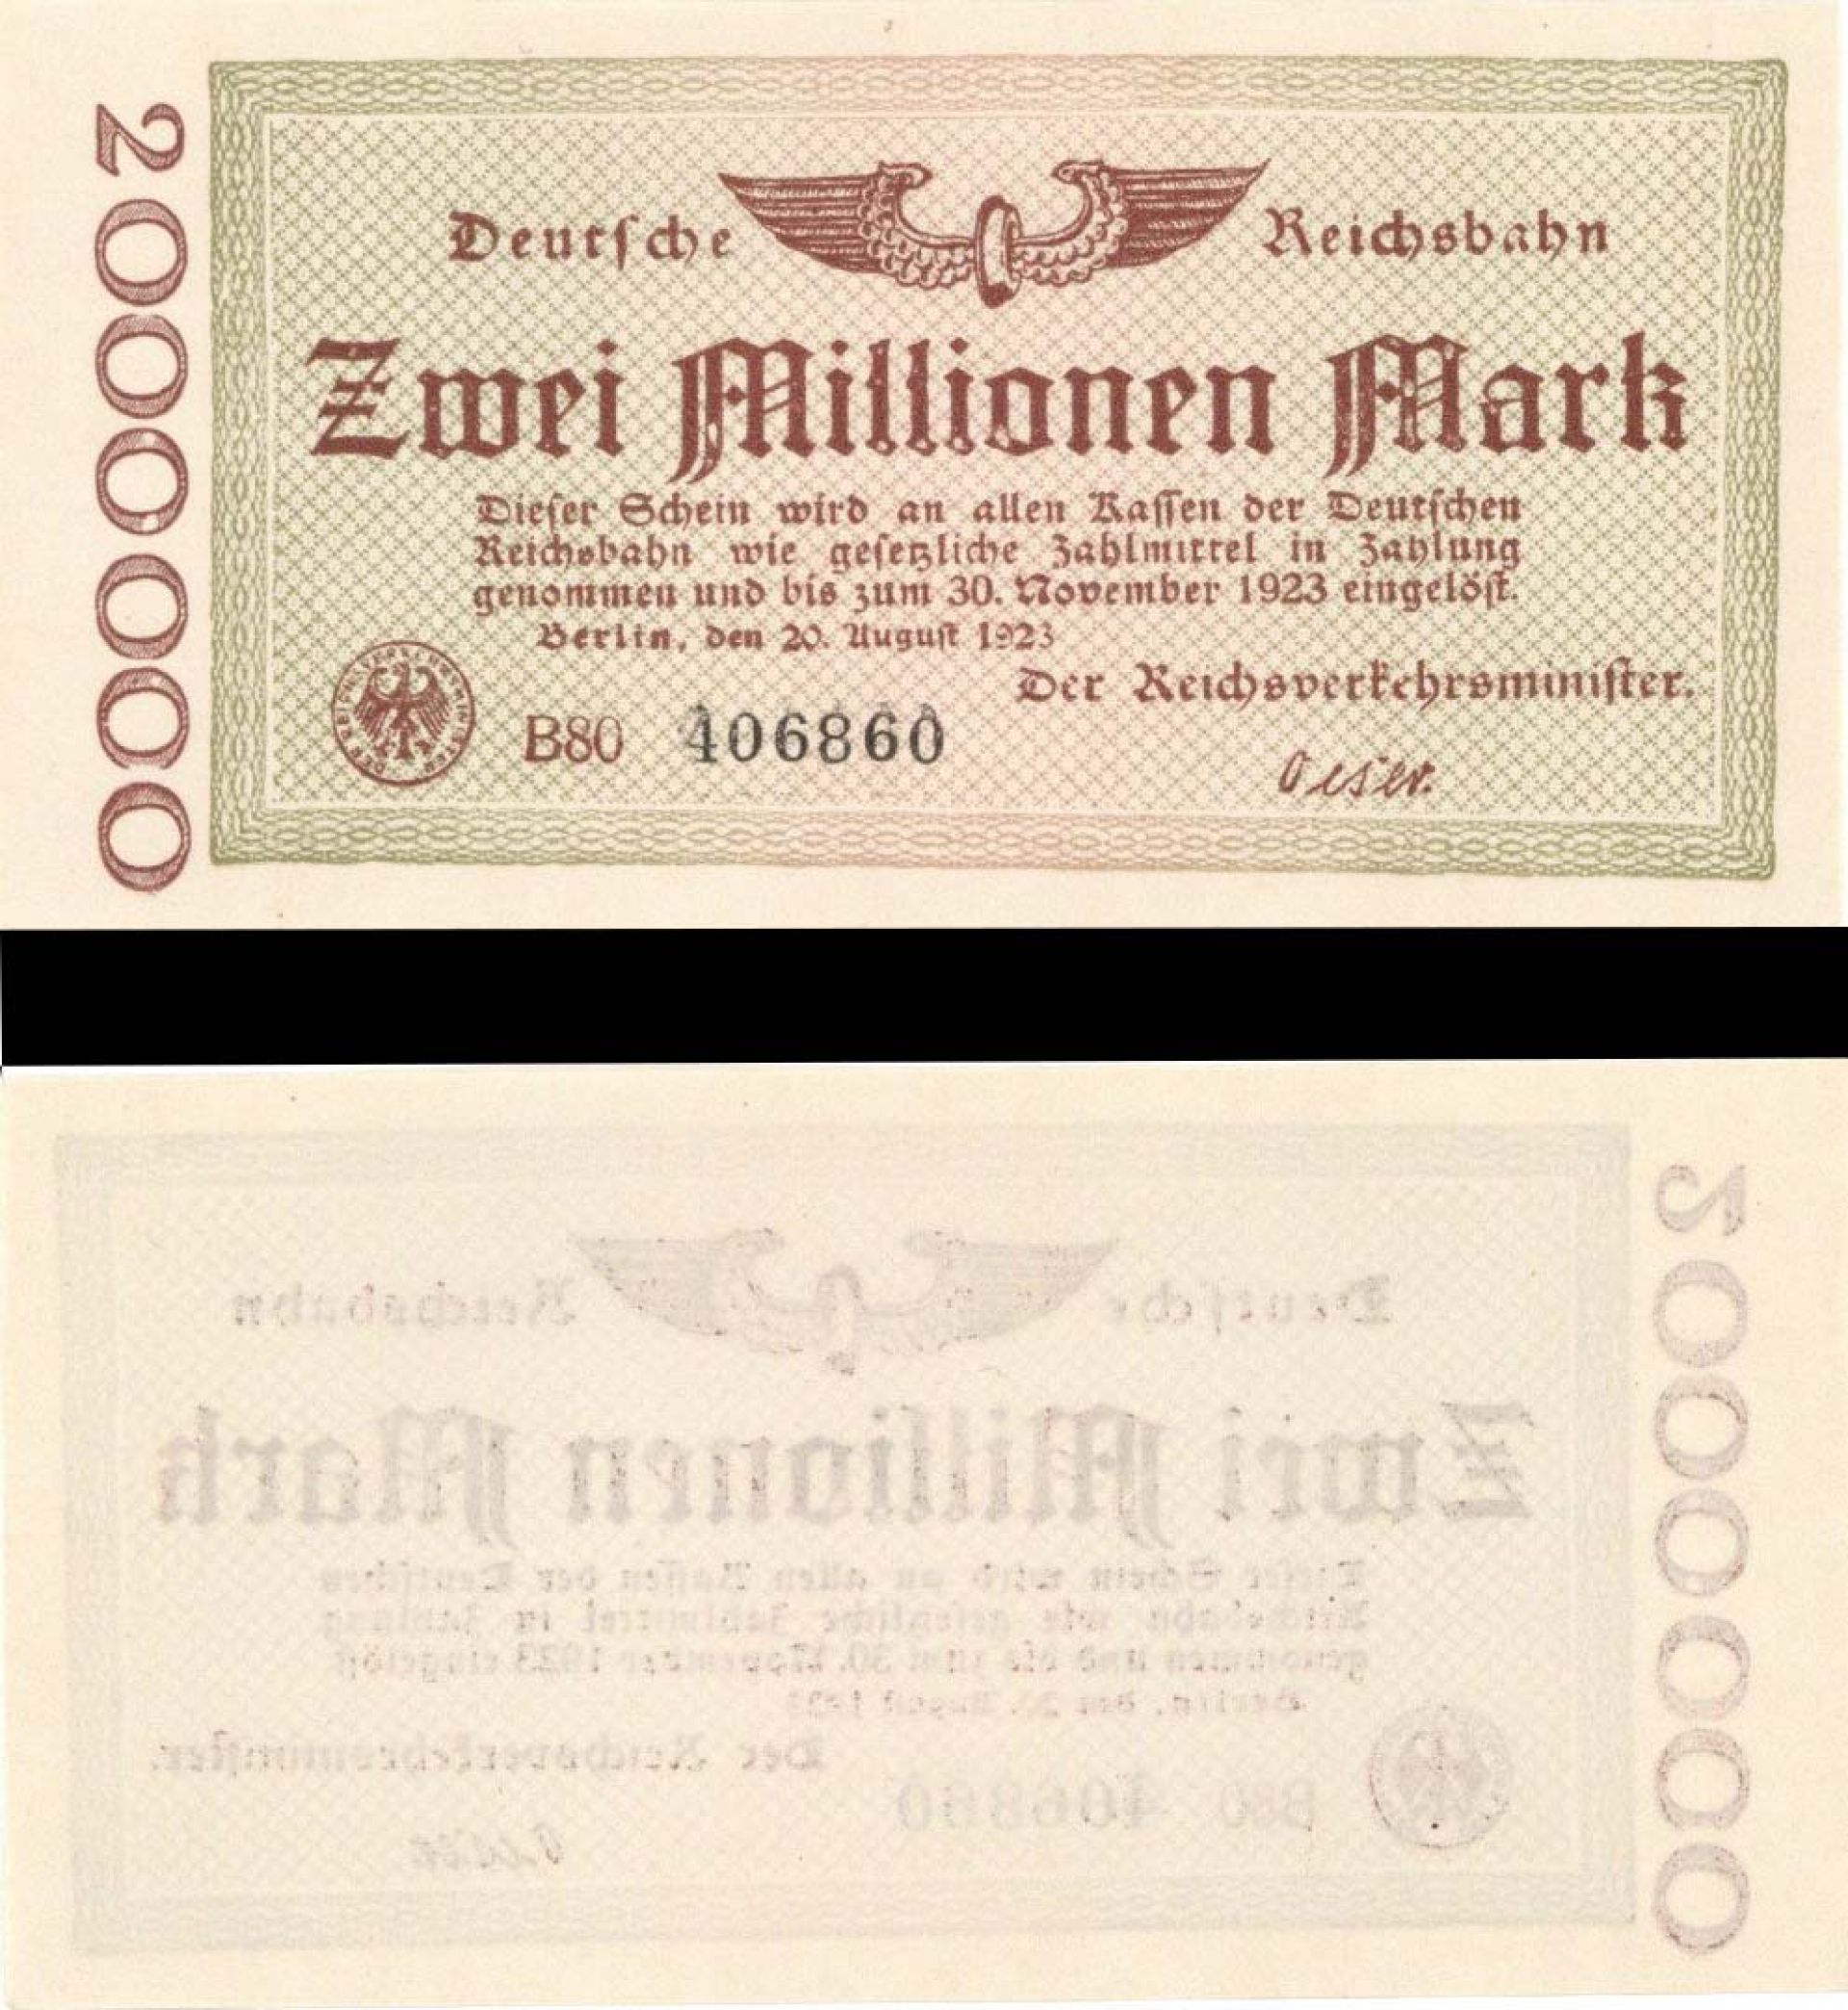 2000000
Deutsche Reichsbahn
Zwei Millionen Mark
Dieser Schein wird an allen Kassen der Deutschen
Reichsbahn wie gesetzliche Zahlmittel in Zahlung
genommen und bis zum 30. November 1923 eingelöst.
Berlin, den 20. August 1923
Der Reichsverkehrsminister.
B80 406860
Oeser.